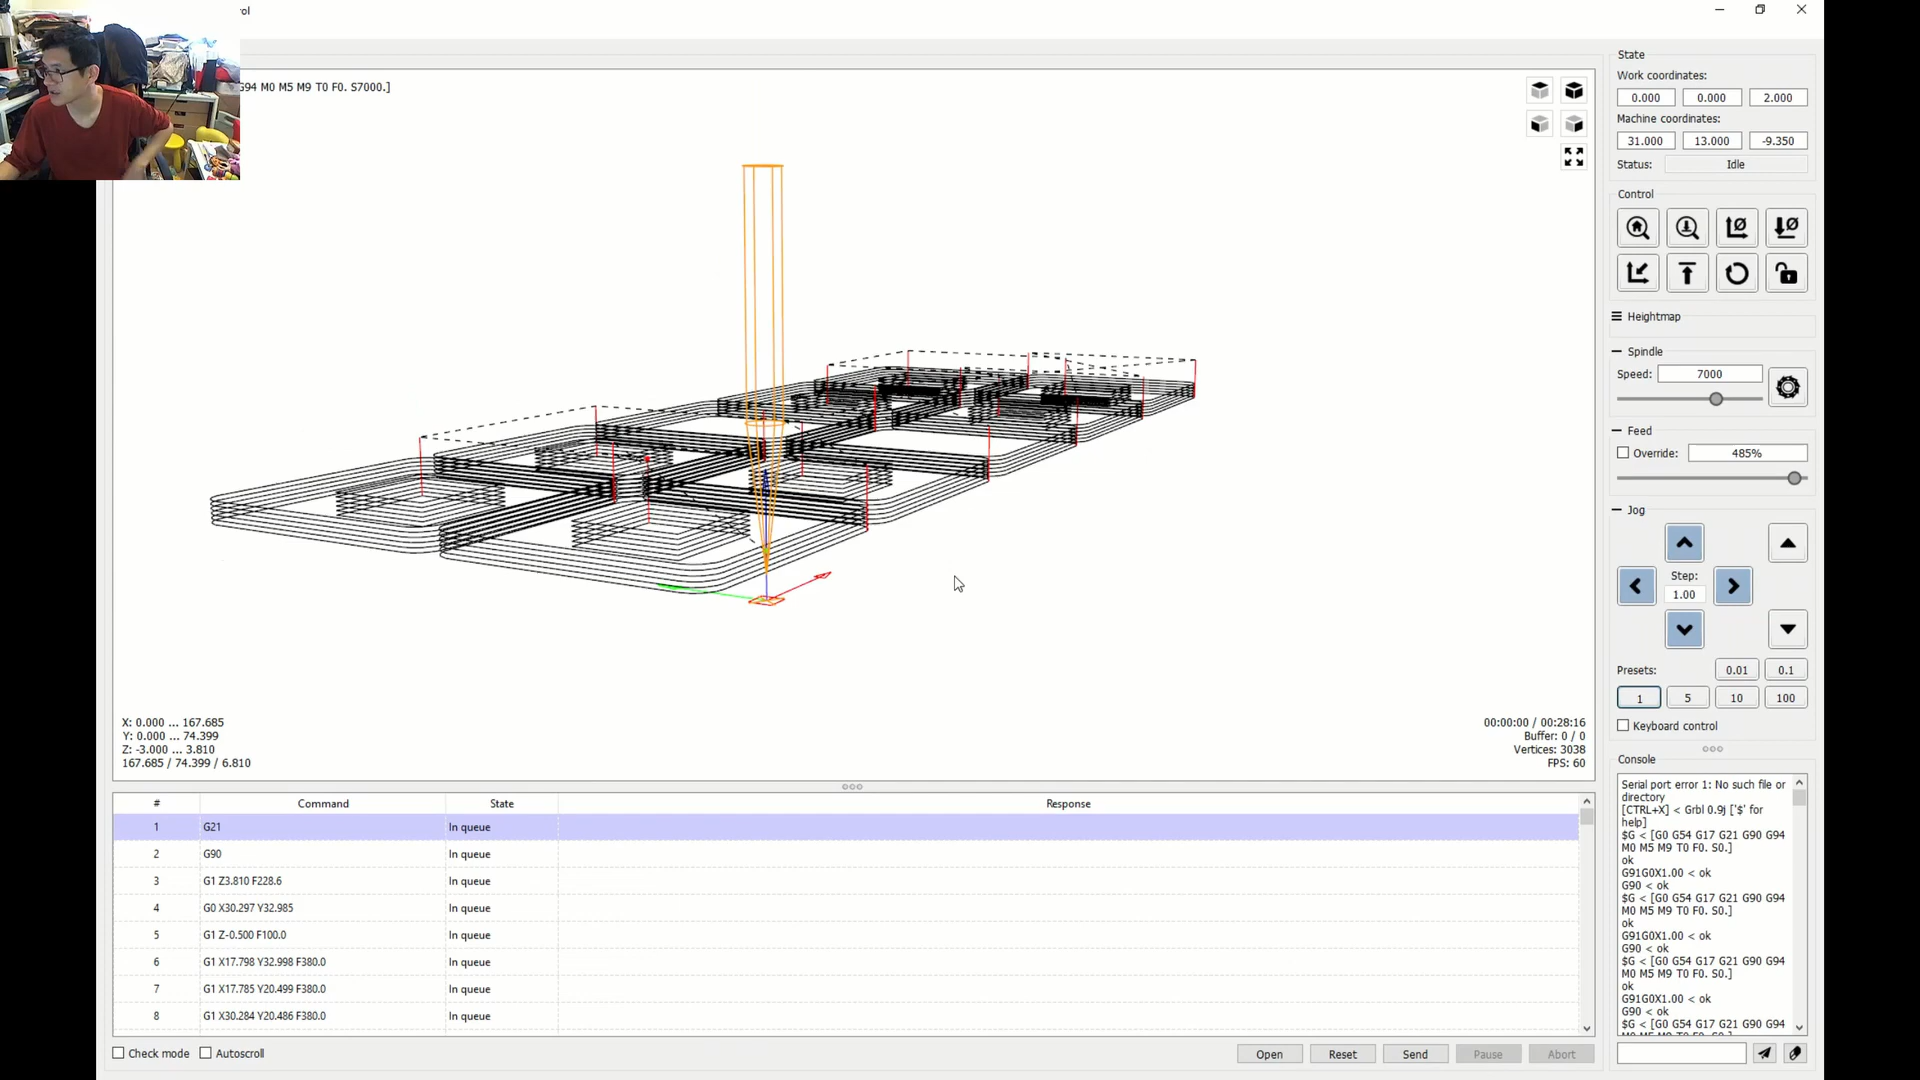 ol
G94 M0 M5 M9 T0 F0. S7000.]
X: 0.000 ... 167.685
Y: 0.000 ... 74.399
Z: -3.000 ... 3.810
167.685 / 74.399 / 6.810
00:00:00 / 00:28:16
Buffer: 0 / 0
Vertices: 3038
FPS: 60
# Command State Response
1 G21 In queue
2 G90 In queue
3 G1 Z3.810 F228.6 In queue
4 G0 X30.297 Y32.985 In queue
5 G1 Z-0.500 F100.0 In queue
6 G1 X17.798 Y32.998 F380.0 In queue
7 G1 X17.785 Y20.499 F380.0 In queue
8 G1 X30.284 Y20.486 F380.0 In queue
Check mode Autoscroll Open Reset Send Pause Abort
State
Work coordinates:
0.000 0.000 2.000
Machine coordinates:
31.000 13.000 -9.350
Status: Idle
Control
Heightmap
Spindle
Speed: 7000
Feed
Override: 485%
Jog
Step:
1.00
Presets: 0.01 0.1
1 5 10 100
Keyboard control
Console
Serial port error 1: No such file or
directory
[CTRL+X] < Grbl 0.9j ['$' for
help]
$G < [G0 G54 G17 G21 G90 G94
M0 M5 M9 T0 F0. S0.]
ok
G91G0X1.00 < ok
G90 < ok
$G < [G0 G54 G17 G21 G90 G94
M0 M5 M9 T0 F0. S0.]
ok
G91G0X1.00 < ok
G90 < ok
$G < [G0 G54 G17 G21 G90 G94
M0 M5 M9 T0 F0. S0.]
ok
G91G0X1.00 < ok
G90 < ok
$G < [G0 G54 G17 G21 G90 G94